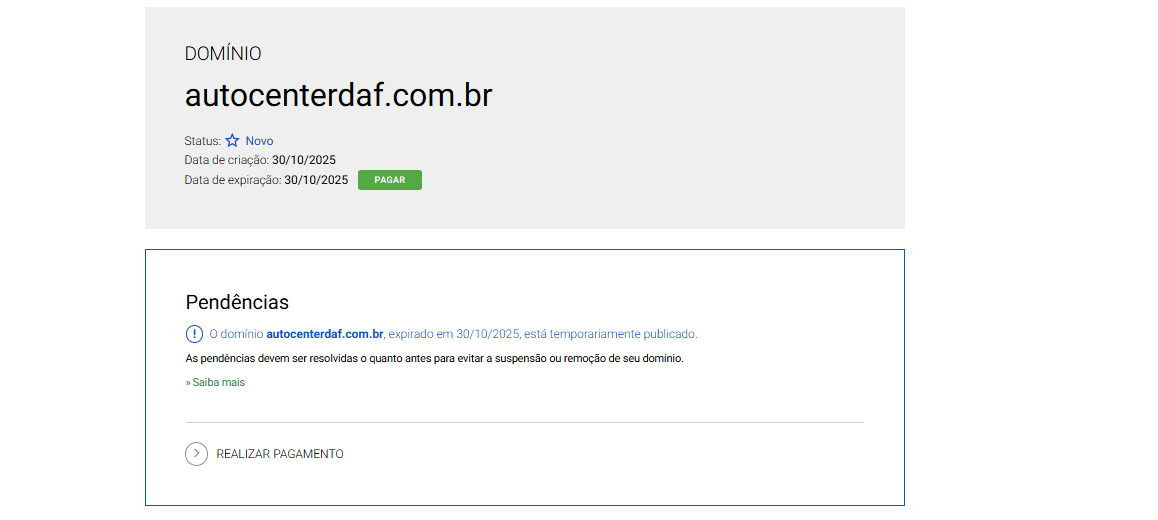 DOMÍNIO
autocenterdaf.com.br
Status: Novo
Data de criação: 30/10/2025
Data de expiração: 30/10/2025 PAGAR
Pendências
O domínio autocenterdaf.com.br, expirado em 30/10/2025, está temporariamente publicado.
As pendências devem ser resolvidas o quanto antes para evitar a suspensão ou remoção de seu domínio.
» Saiba mais
REALIZAR PAGAMENTO